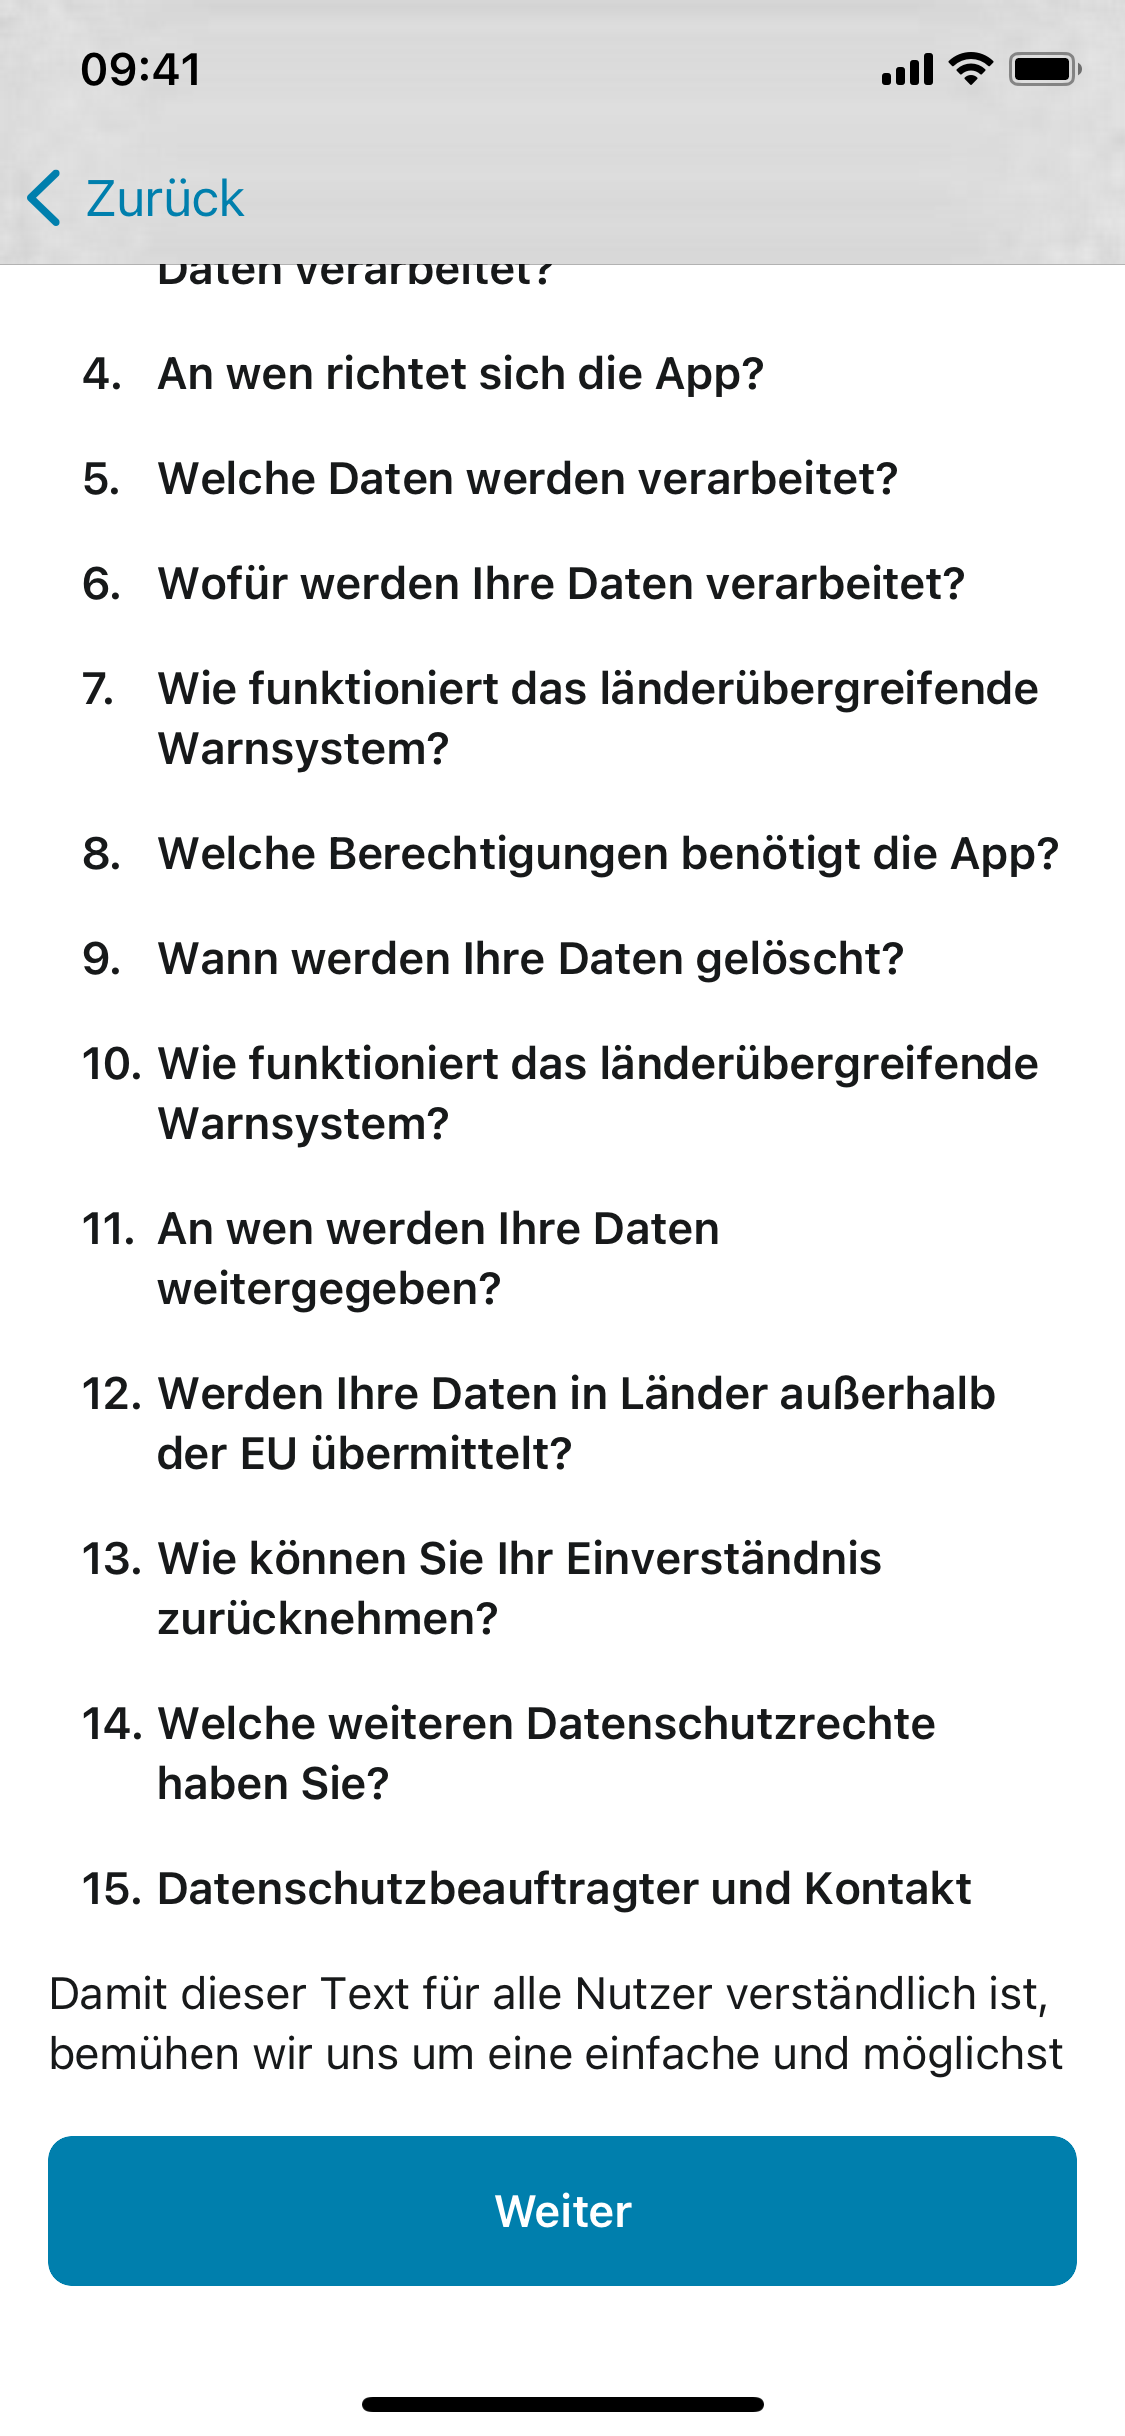 09:41
Zurück
Daten verarbeitet?
4. An wen richtet sich die App?
5. Welche Daten werden verarbeitet?
6. Wofür werden Ihre Daten verarbeitet?
7. Wie funktioniert das länderübergreifende
Warnsystem?
8. Welche Berechtigungen benötigt die App?
9. Wann werden Ihre Daten gelöscht?
10. Wie funktioniert das länderübergreifende
Warnsystem?
11. An wen werden Ihre Daten
weitergegeben?
12. Werden Ihre Daten in Länder außerhalb
der EU übermittelt?
13. Wie können Sie Ihr Einverständnis
zurücknehmen?
14. Welche weiteren Datenschutzrechte
haben Sie?
15. Datenschutzbeauftragter und Kontakt
Damit dieser Text für alle Nutzer verständlich ist,
bemühen wir uns um eine einfache und möglichst
Weiter